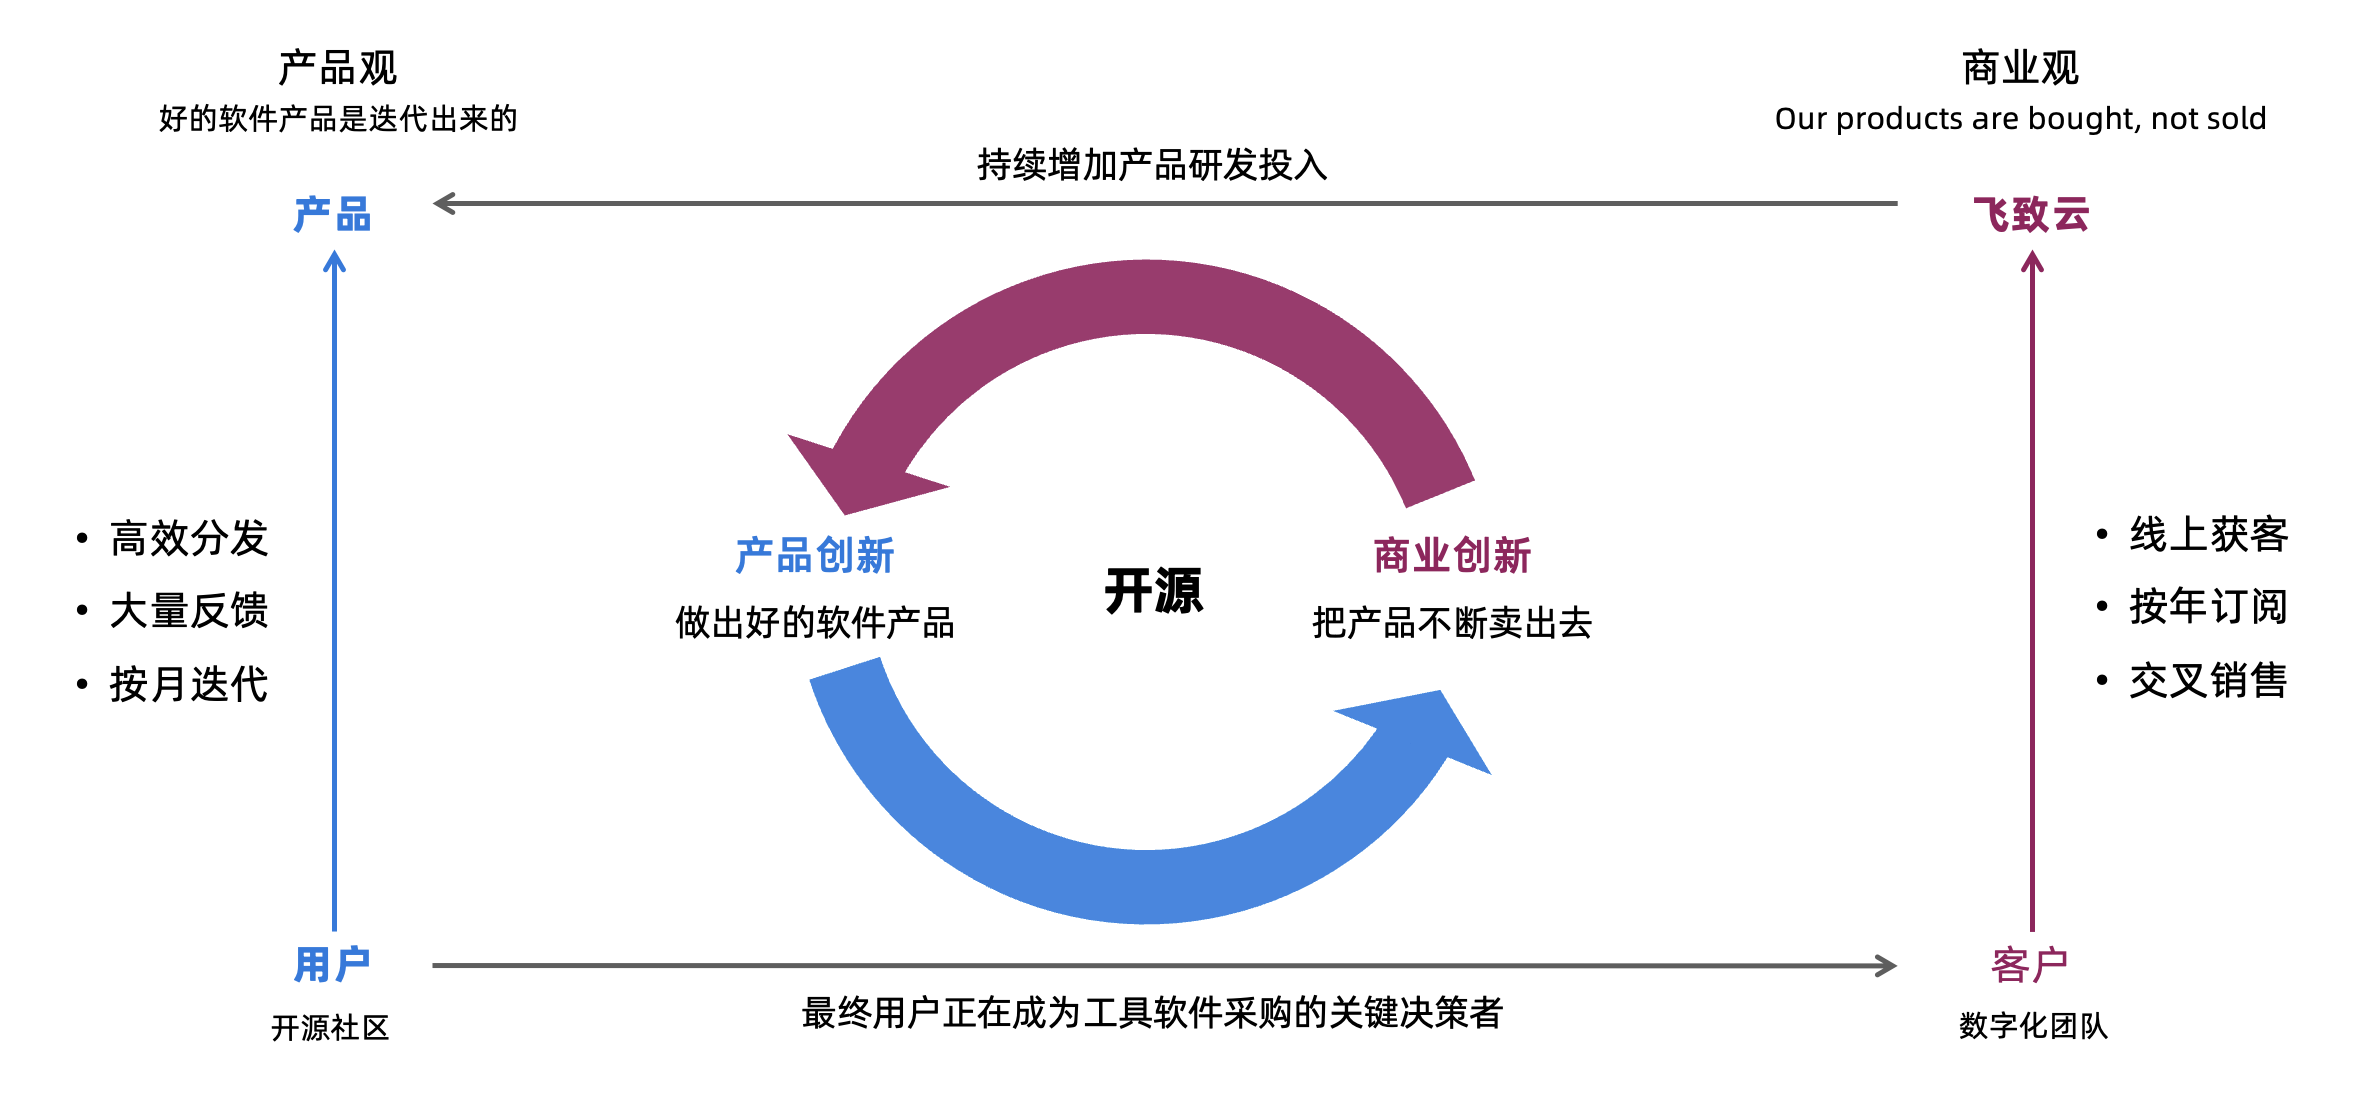 产品观
好的软件产品是迭代出来的
商业观
Our products are bought, not sold
持续增加产品研发投入
产品
飞致云
• 高效分发
• 大量反馈
• 按月迭代
产品创新
做出好的软件产品
开源
商业创新
把产品不断卖出去
• 线上获客
• 按年订阅
• 交叉销售
用户
开源社区
最终用户正在成为工具软件采购的关键决策者
客户
数字化团队